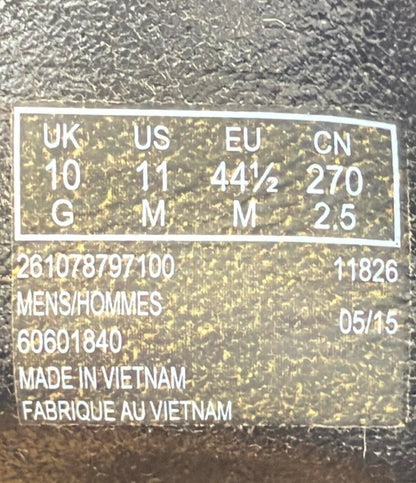 UK US EU CN
10 11 44½ 270
G M M 2.5
261078797100 11826
MENS/HOMMES
05/15
60601840
MADE IN VIETNAM
FABRIQUE AU VIETNAM